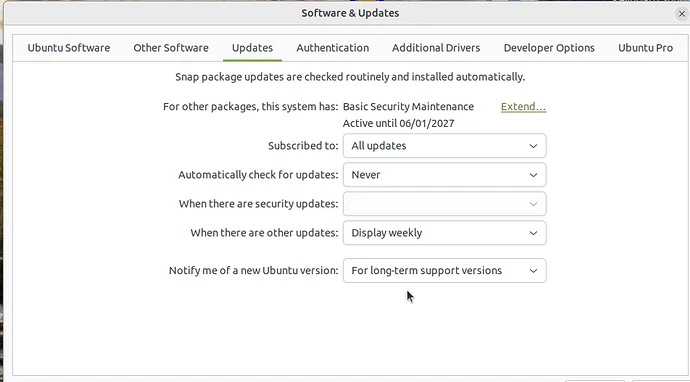 Software & Updates
Ubuntu Software Other Software Updates Authentication Additional Drivers Developer Options Ubuntu Pro
Snap package updates are checked routinely and installed automatically.
For other packages, this system has: Basic Security Maintenance Extend...
Active until 06/01/2027
Subscribed to: All updates
Automatically check for updates: Never
When there are security updates:
When there are other updates: Display weekly
Notify me of a new Ubuntu version: For long-term support versions